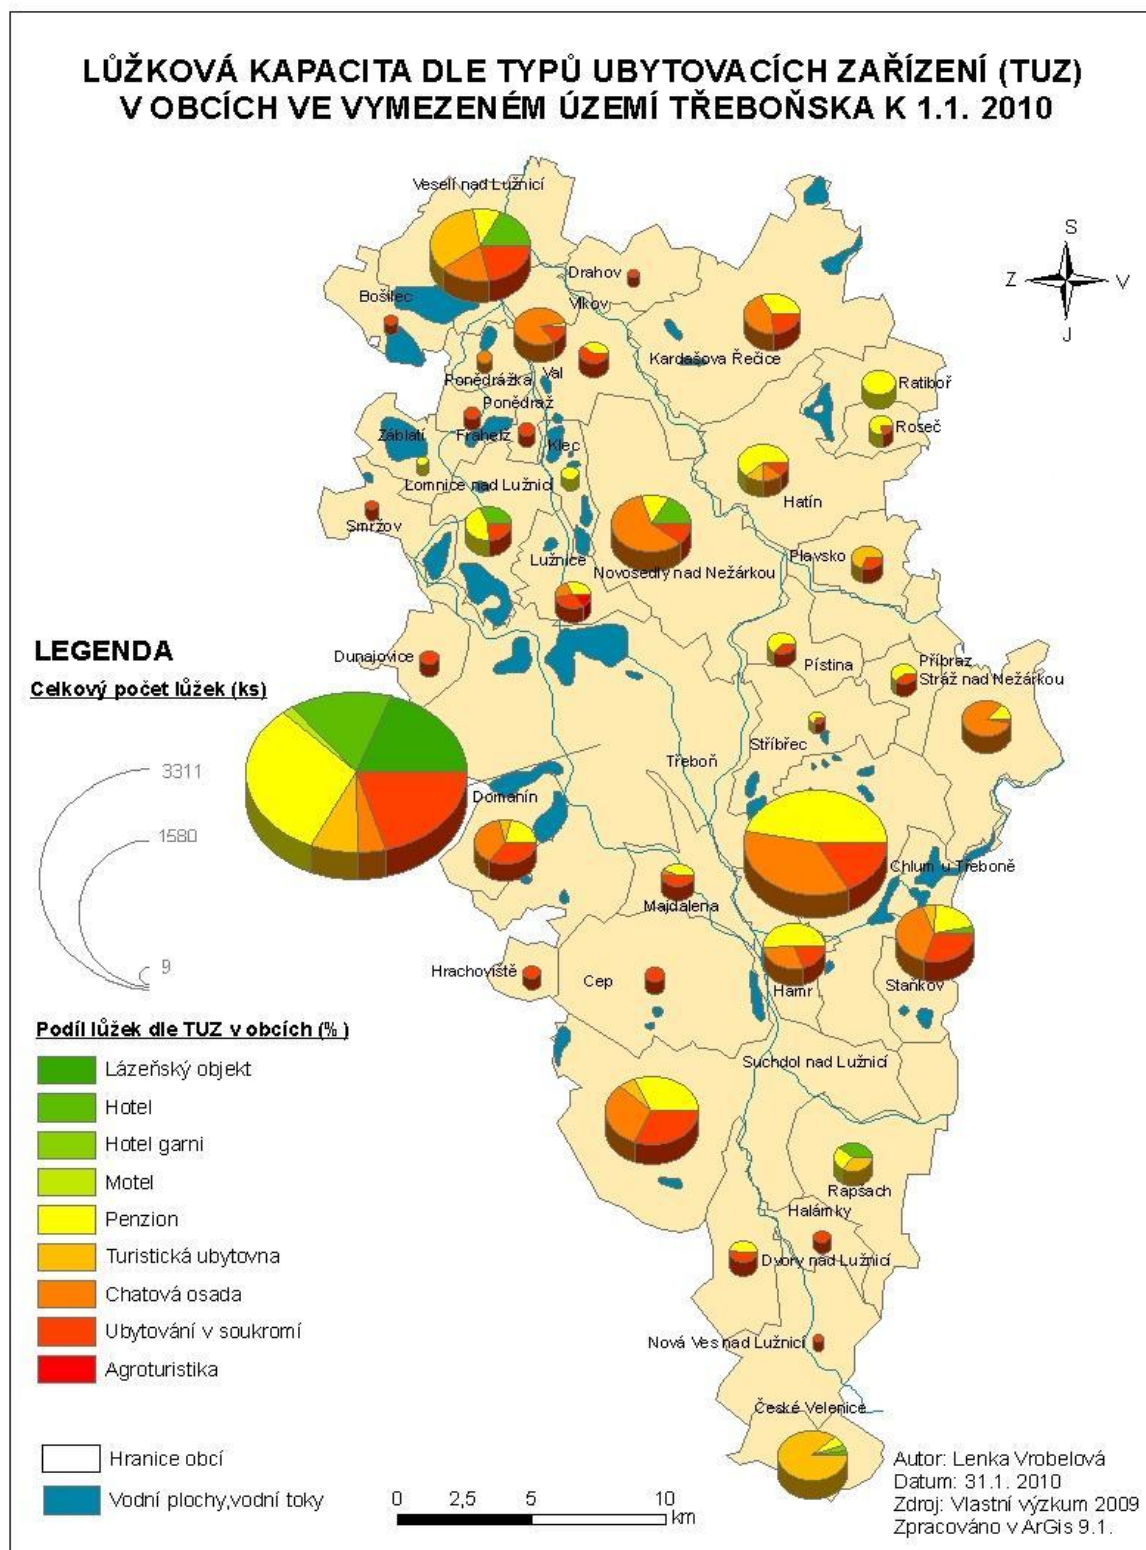 LŮŽKOVÁ KAPACITA DLE TYPŮ UBYTOVACÍCH ZAŘÍZENÍ (TUZ)
V OBCÍCH VE VYMEZENÉM ÚZEMÍ TŘEBOŇSKA K 1.1. 2010
Veselí nad Lužnicí
S
Z
V
J
Drahov
Bošilec
Vlkov
Kardašova Řečice
Val
Ponědrážka
Ratiboř
Ponědraž
Roseč
Záblatí
Frahelž
Klec
Lomnice nad Lužnicí
Hatín
Smržov
Lužnice
Plavsko
Novosedly nad Nežárkou
LEGENDA
Celkový počet lůžek (ks)
Dunajovice
Pístina
Příbraz
Stráž nad Nežárkou
Stříbřec
Třeboň
3311
1580
9
Domanín
Chlum u Třeboně
Majdalena
Hrachoviště
Cep
Hamr
Staňkov
Podíl lůžek dle TUZ v obcích (%)
Lázeňský objekt
Hotel
Hotel garni
Motel
Penzion
Turistická ubytovna
Chatová osada
Ubytování v soukromí
Agroturistika
Suchdol nad Lužnicí
Rapšach
Halámky
Dvory nad Lužnicí
Nová Ves nad Lužnicí
České Velenice
Hranice obcí
Vodní plochy,vodní toky
0 2,5 5 10
km
Autor: Lenka Vrobelová
Datum: 31.1. 2010
Zdroj: Vlastní výzkum 2009
Zpracováno v ArGis 9.1.